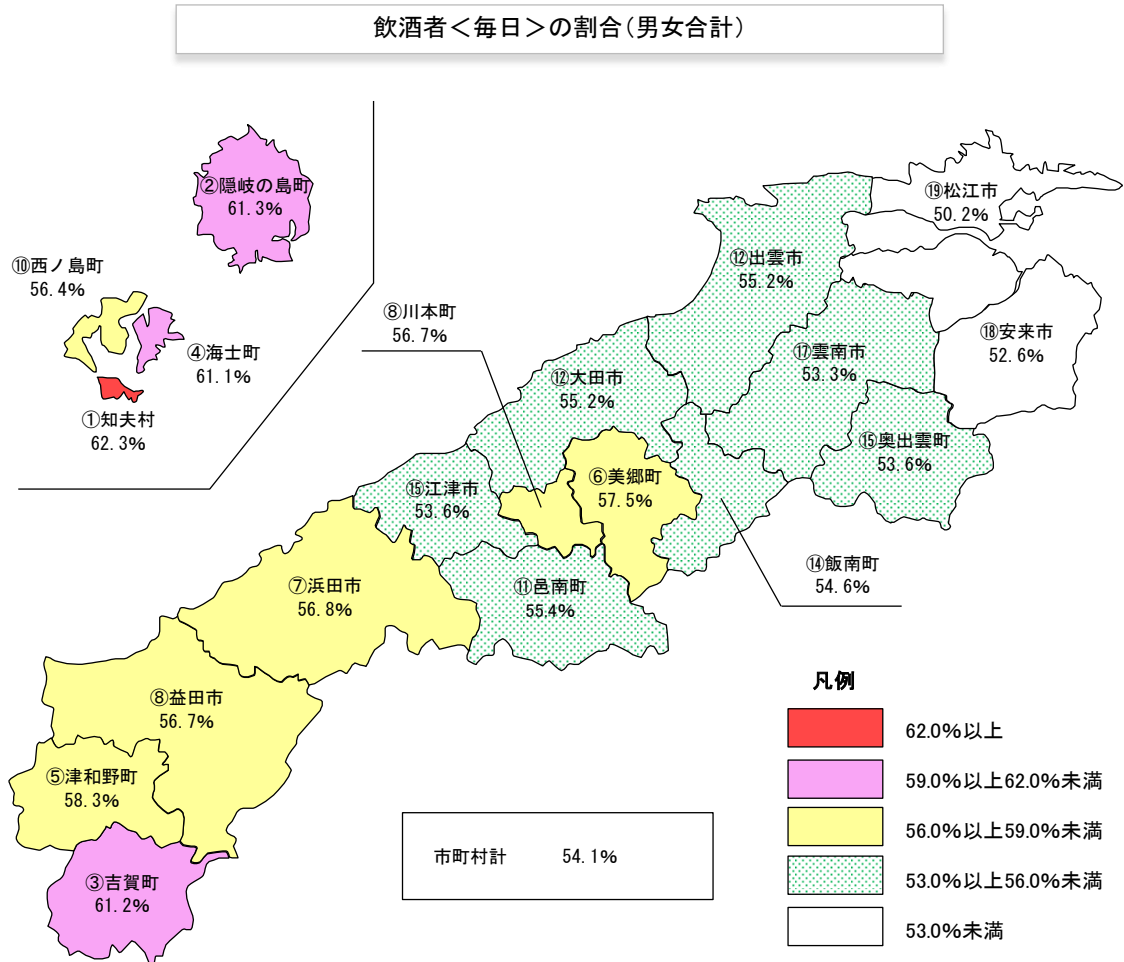 飲酒者＜毎日＞の割合(男女合計)
②隠岐の島町
61.3%
⑩西ノ島町
56.4%
④海士町
61.1%
①知夫村
62.3%
⑲松江市
50.2%
⑫出雲市
55.2%
⑧川本町
56.7%
⑱安来市
52.6%
⑰雲南市
53.3%
⑫大田市
55.2%
⑮奥出雲町
53.6%
⑥美郷町
57.5%
⑮江津市
53.6%
⑭飯南町
54.6%
⑪邑南町
55.4%
⑦浜田市
56.8%
⑧益田市
56.7%
⑤津和野町
58.3%
③吉賀町
61.2%
市町村計 54.1%
凡例
62.0%以上
59.0%以上62.0%未満
56.0%以上59.0%未満
53.0%以上56.0%未満
53.0%未満